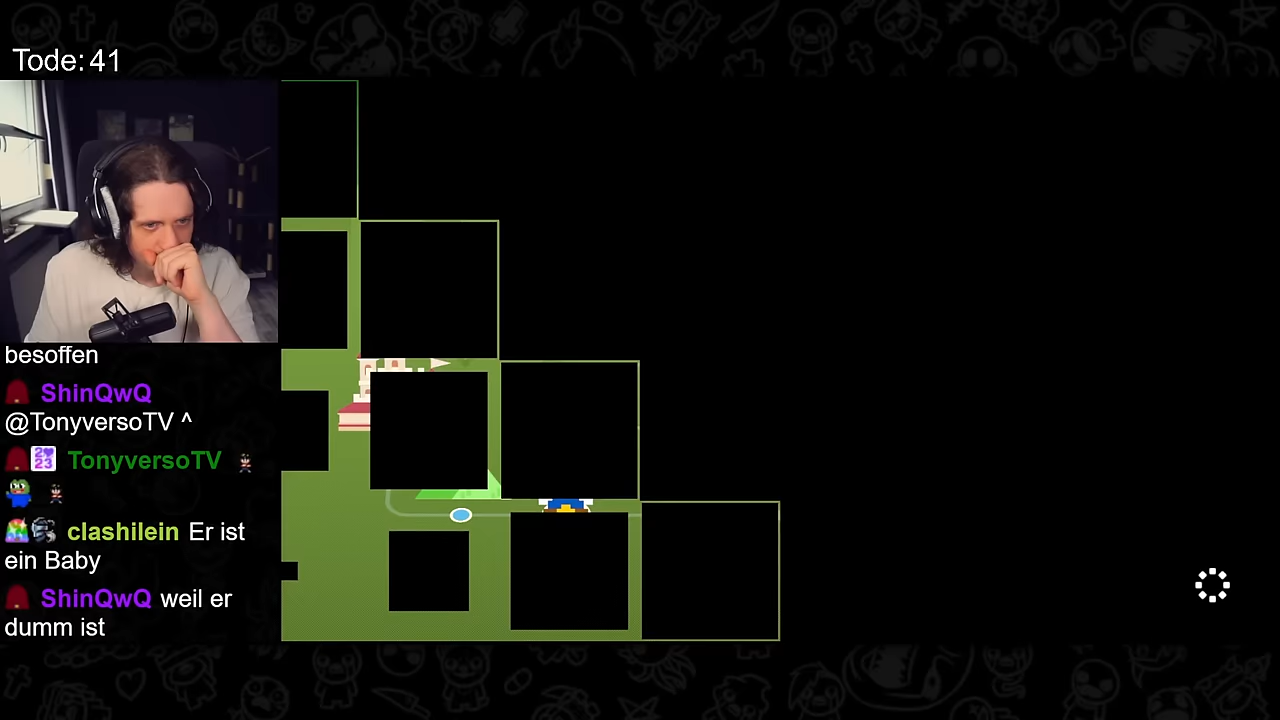 Tode: 41
besoffen
ShinQwQ
@TonyversoTV ^
TonyversoTV
clashilein Er ist
ein Baby
ShinQwQ weil er
dumm ist